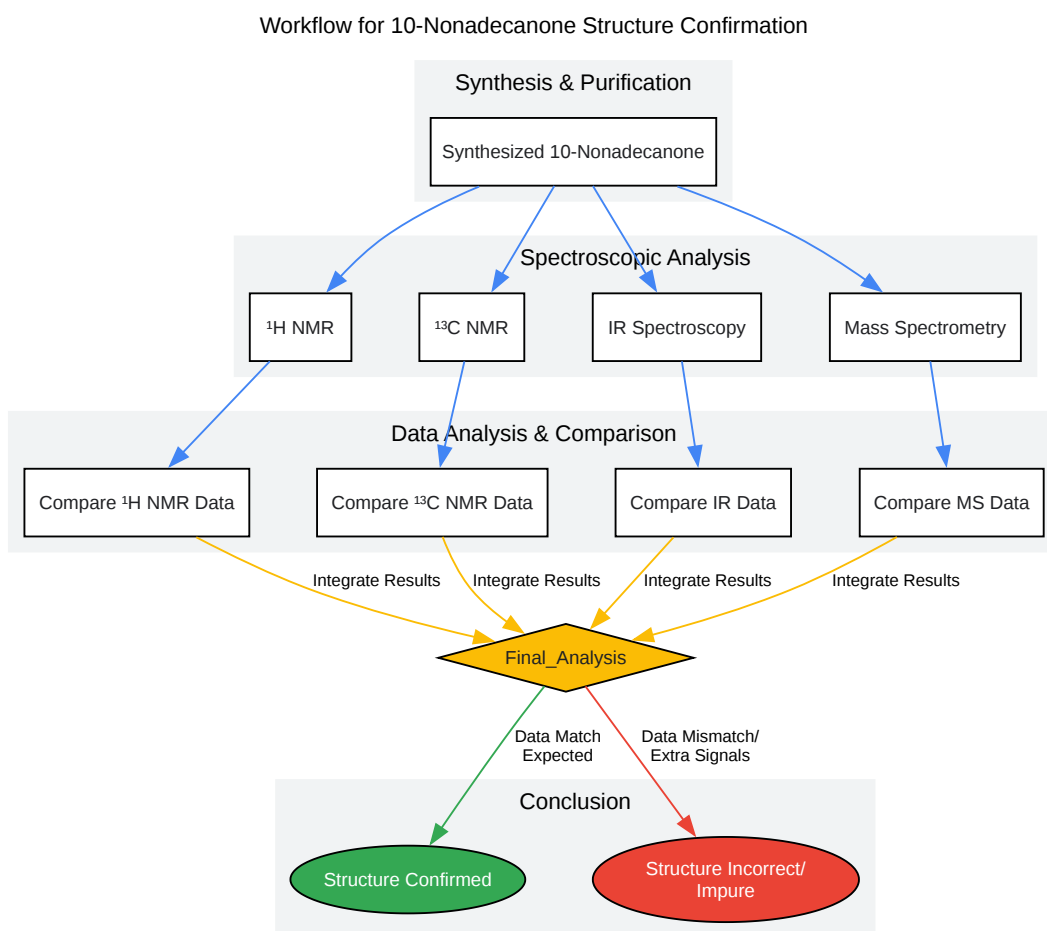 Workflow for 10-Nonadecanone Structure Confirmation
Synthesis & Purification
Synthesized 10-Nonadecanone
Spectroscopic Analysis
¹H NMR
¹³C NMR
IR Spectroscopy
Mass Spectrometry
Data Analysis & Comparison
Compare ¹H NMR Data
Compare ¹³C NMR Data
Compare IR Data
Compare MS Data
Integrate Results
Integrate Results
Integrate Results
Integrate Results
Final_Analysis
Data Match
Expected
Data Mismatch/
Extra Signals
Conclusion
Structure Confirmed
Structure Incorrect/
Impure